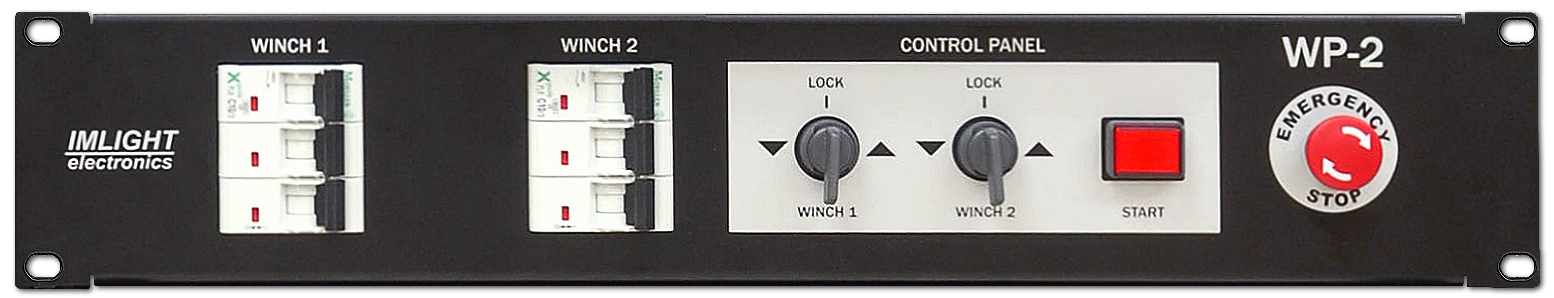 WINCH 1
WINCH 2
CONTROL PANEL
WP-2
LOCK
LOCK
EMERGENCY
STOP
IMLIGHT
electronics
WINCH 1
WINCH 2
START